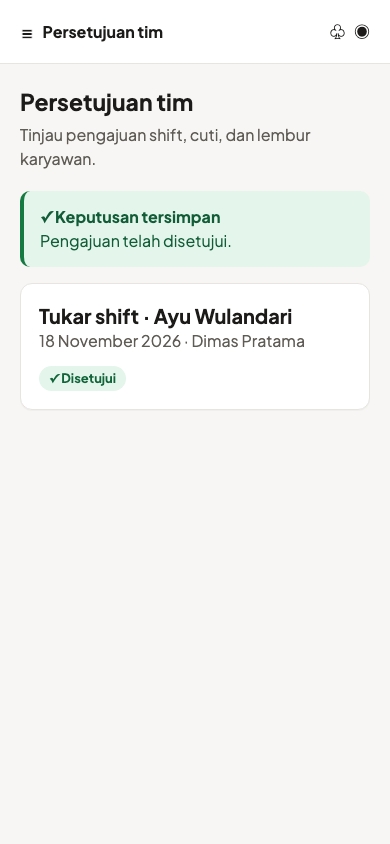 ≡ Persetujuan tim ♧ ◉
Persetujuan tim
Tinjau pengajuan shift, cuti, dan lembur
karyawan.
✓Keputusan tersimpan
Pengajuan telah disetujui.
Tukar shift · Ayu Wulandari
18 November 2026 · Dimas Pratama
✓Disetujui